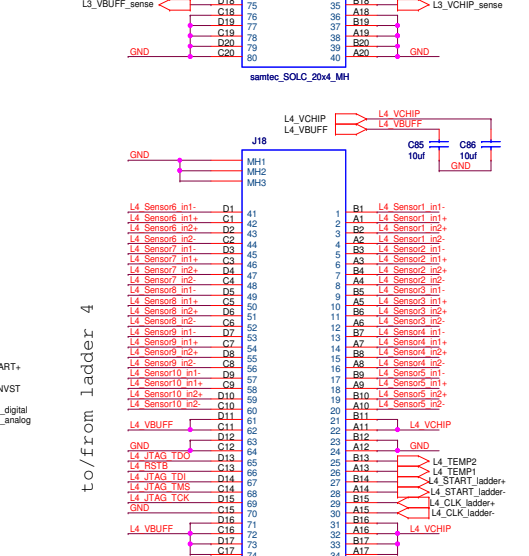 L3_VBUFF_sense D18 75 35 B18 L3_VCHIP_sense
C18 76 36 A18
D19 77 37 B19
C19 78 38 A19
D20 79 39 B20
GND C20 80 40 A20 GND
samtec_SOLC_20x4_MH
L4_VCHIP L4_VCHIP
L4_VBUFF L4_VBUFF
J18 C85 C86
10uf 10uf
GND MH1 GND
MH2
MH3
L4_Sensor6_in1- D1 41 1 B1 L4_Sensor1_in1-
L4_Sensor6_in1+ C1 42 2 A1 L4_Sensor1_in1+
L4_Sensor6_in2+ D2 43 3 B2 L4_Sensor1_in2+
L4_Sensor6_in2- C2 44 4 A2 L4_Sensor1_in2-
L4_Sensor7_in1- D3 45 5 B3 L4_Sensor2_in1-
L4_Sensor7_in1+ C3 46 6 A3 L4_Sensor2_in1+
L4_Sensor7_in2+ D4 47 7 B4 L4_Sensor2_in2+
L4_Sensor7_in2- C4 48 8 A4 L4_Sensor2_in2-
L4_Sensor8_in1- D5 49 9 B5 L4_Sensor3_in1-
L4_Sensor8_in1+ C5 50 10 A5 L4_Sensor3_in1+
L4_Sensor8_in2+ D6 51 11 B6 L4_Sensor3_in2+
L4_Sensor8_in2- C6 52 12 A6 L4_Sensor3_in2-
L4_Sensor9_in1- D7 53 13 B7 L4_Sensor4_in1-
L4_Sensor9_in1+ C7 54 14 A7 L4_Sensor4_in1+
L4_Sensor9_in2+ D8 55 15 B8 L4_Sensor4_in2+
L4_Sensor9_in2- C8 56 16 A8 L4_Sensor4_in2-
L4_Sensor10_in1- D9 57 17 B9 L4_Sensor5_in1-
L4_Sensor10_in1+ C9 58 18 A9 L4_Sensor5_in1+
L4_Sensor10_in2+ D10 59 19 B10 L4_Sensor5_in2+
L4_Sensor10_in2- C10 60 20 A10 L4_Sensor5_in2-
D11 61 21 B11
L4_VBUFF C11 62 22 A11 L4_VCHIP
D12 63 23 B12
GND C12 64 24 A12 GND
L4_JTAG_TDO D13 65 25 B13 L4_TEMP2
L4_RSTB C13 66 26 A13 L4_TEMP1
L4_JTAG_TDI D14 67 27 B14 L4_START_ladder+
L4_JTAG_TMS C14 68 28 A14 L4_START_ladder-
L4_JTAG_TCK D15 69 29 B15 L4_CLK_ladder+
GND C15 70 30 A15 L4_CLK_ladder-
D16 71 31 B16
L4_VBUFF C16 72 32 A16 L4_VCHIP
D17 73 33 B17
C17 74 34 A17
to/from ladder 4
ART+
NVST
_digital
_analog